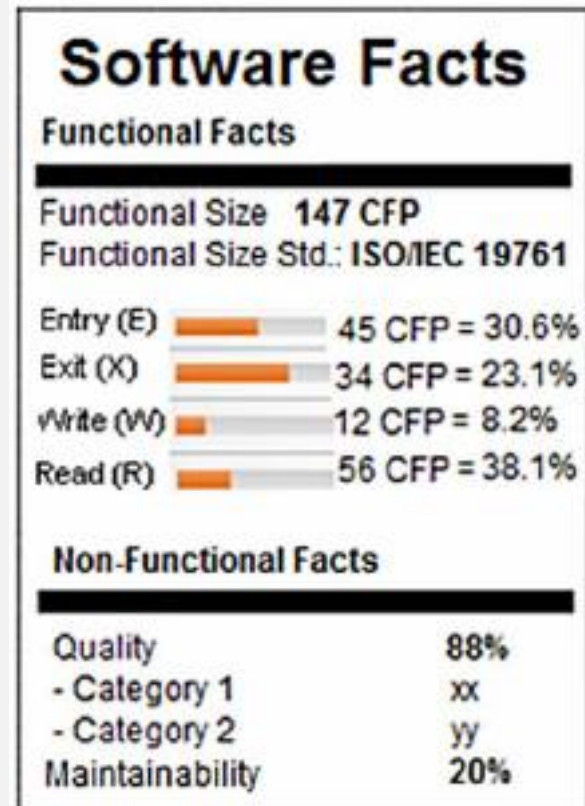 Software Facts
Functional Facts
Functional Size 147 CFP
Functional Size Std.: ISO/IEC 19761
Entry (E) 45 CFP = 30.6%
Exit (X) 34 CFP = 23.1%
Write (W) 12 CFP = 8.2%
Read (R) 56 CFP = 38.1%
Non-Functional Facts
Quality 88%
- Category 1 xx
- Category 2 yy
Maintainability 20%